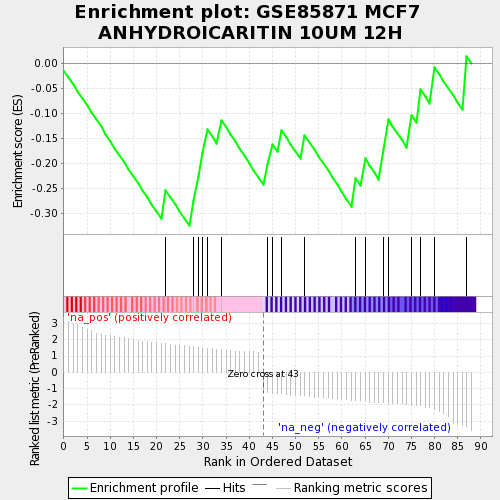 Enrichment plot: GSE85871 MCF7
ANHYDROICARITIN 10UM 12H
Enrichment score (ES)
0.00
-0.05
-0.10
-0.15
-0.20
-0.25
-0.30
'na_pos' (positively correlated)
Ranked list metric (PreRanked)
3
2
1
0
-1
-2
-3
Zero cross at 43
'na_neg' (negatively correlated)
0 5 10 15 20 25 30 35 40 45 50 55 60 65 70 75 80 85 90
Rank in Ordered Dataset
Enrichment profile Hits Ranking metric scores